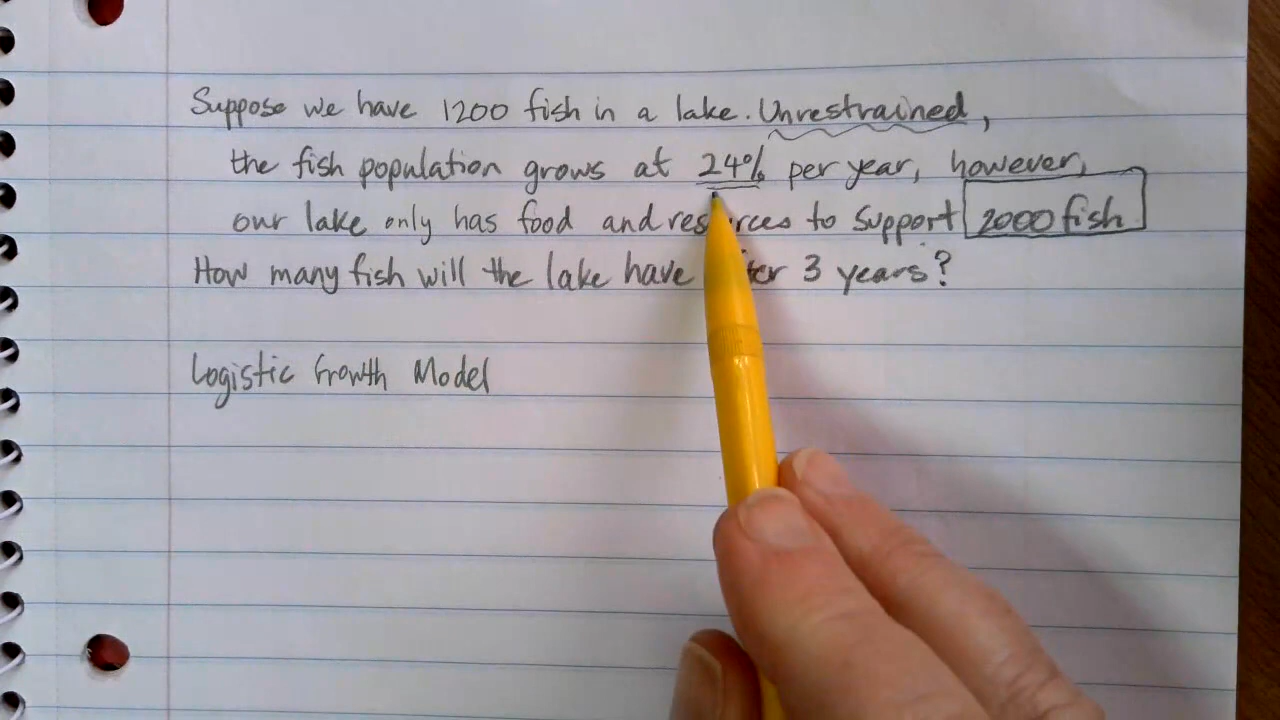 Suppose we have 1200 fish in a lake. Unrestrained,
the fish population grows at 24% per year, however,
our lake only has food and resources to support 2000 fish
How many fish will the lake have after 3 years?
Logistic Growth Model